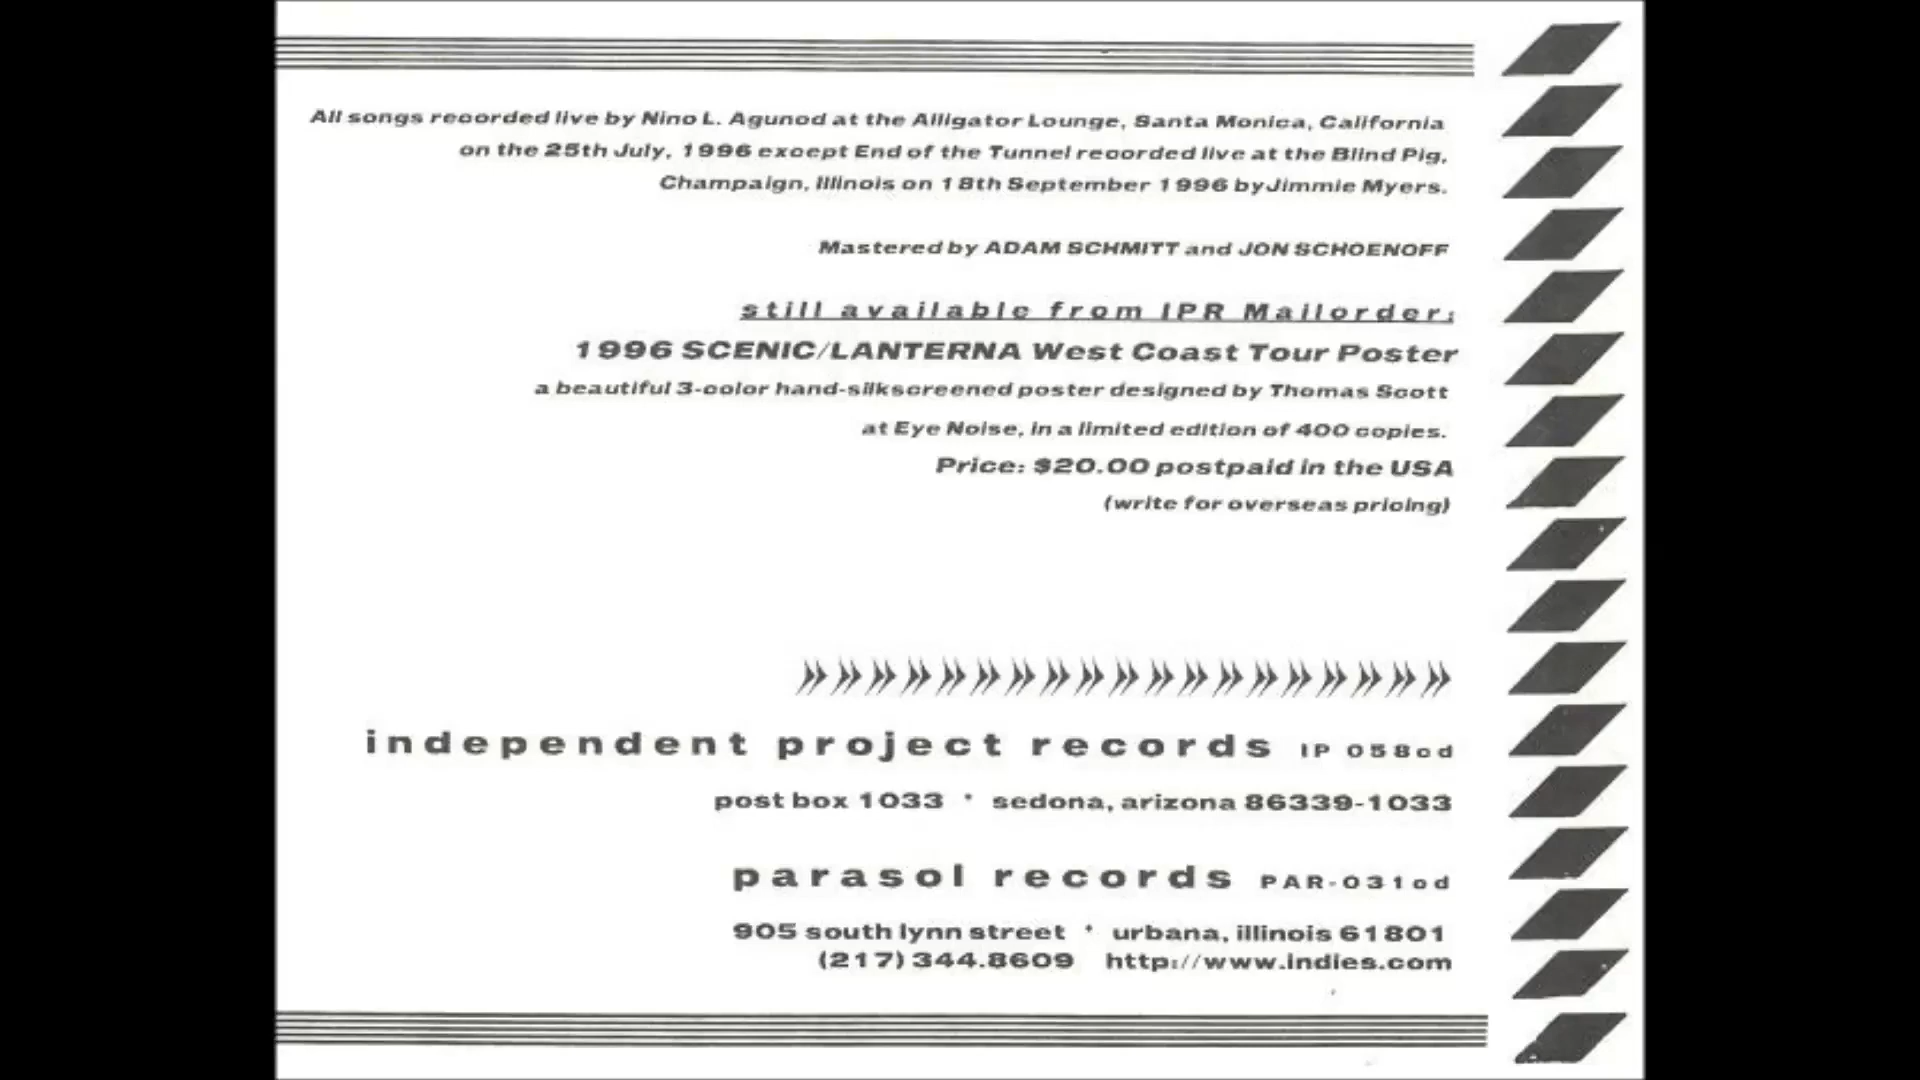 All songs recorded live by Nino L. Agunod at the Alligator Lounge, Santa Monica, California
on the 25th July, 1996 except End of the Tunnel recorded live at the Blind Pig,
Champaign, Illinois on 18th September 1996 by Jimmie Myers.
Mastered by ADAM SCHMITT and JON SCHOENOFF
still available from IPR Mailorder:
1996 SCENIC/LANTERNA West Coast Tour Poster
a beautiful 3-color hand-silkscreened poster designed by Thomas Scott
at Eye Noise, in a limited edition of 400 copies.
Price: $20.00 postpaid in the USA
(write for overseas pricing)
independent project records IP 058cd
post box 1033 * sedona, arizona 86339-1033
parasol records PAR-031cd
905 south lynn street * urbana, illinois 61801
(217) 344.8609 http://www.indies.com